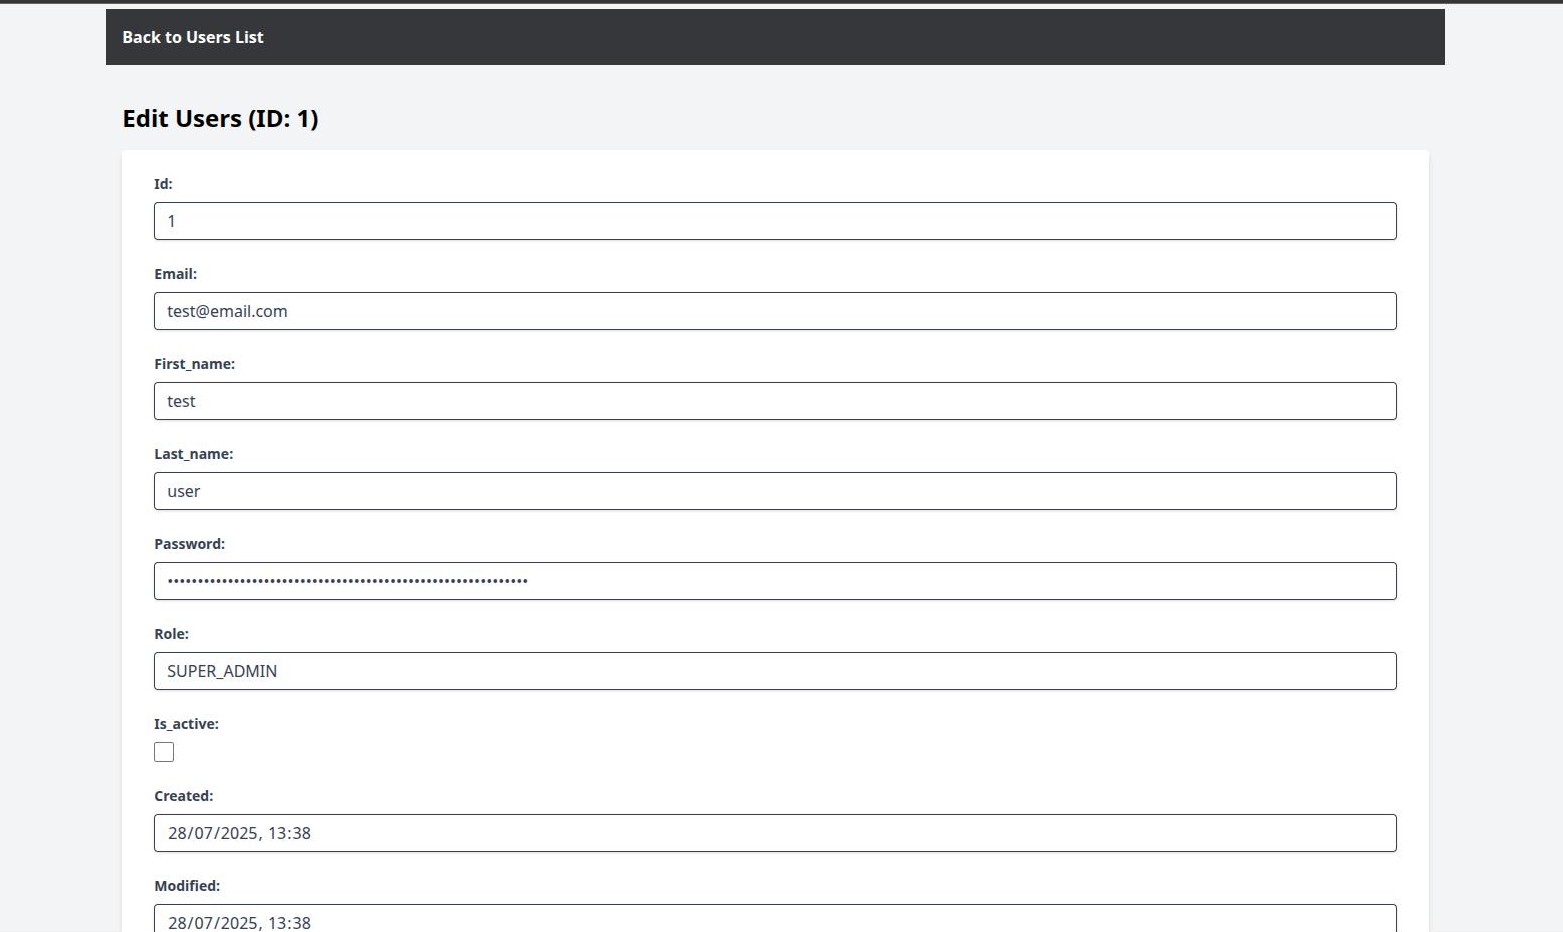 Back to Users List
Edit Users (ID: 1)
Id:
1
Email:
test@email.com
First_name:
test
Last_name:
user
Password:
••••••••••••••••••••••••••••••••••••••••••••••••••••••••••••
Role:
SUPER_ADMIN
Is_active:
Created:
28/07/2025, 13:38
Modified:
28/07/2025, 13:38